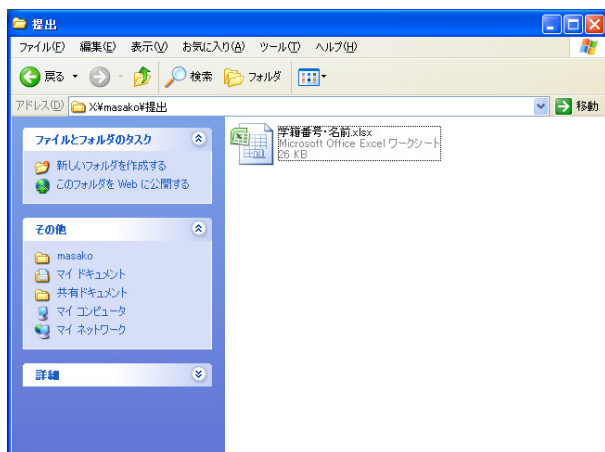 提出
ファイル(F) 編集(E) 表示(V) お気に入り(A) ツール(T) ヘルプ(H)
戻る 検索 フォルダ
アドレス(D) X:¥masako¥提出 移動
ファイルとフォルダのタスク
新しいフォルダを作成する
このフォルダを Web に公開する
その他
masako
マイ ドキュメント
共有ドキュメント
マイ コンピュータ
マイ ネットワーク
詳細
学籍番号・名前.xlsx
Microsoft Office Excel ワークシート
26 KB